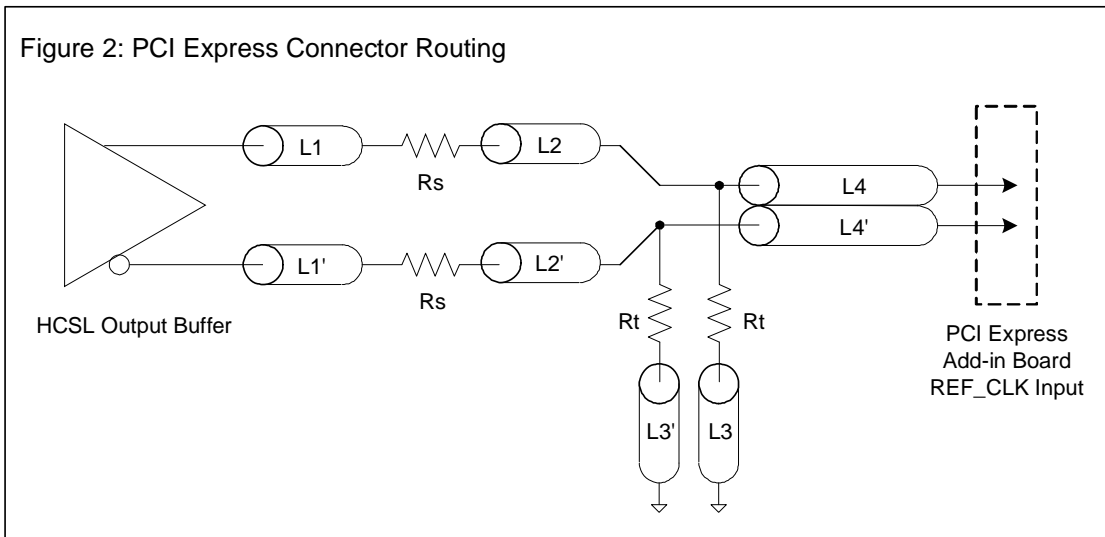 Figure 2: PCI Express Connector Routing
L1
Rs
L2
L4
L4'
L1'
Rs
L2'
HCSL Output Buffer
Rt
Rt
L3'
L3
PCI Express
Add-in Board
REF_CLK Input